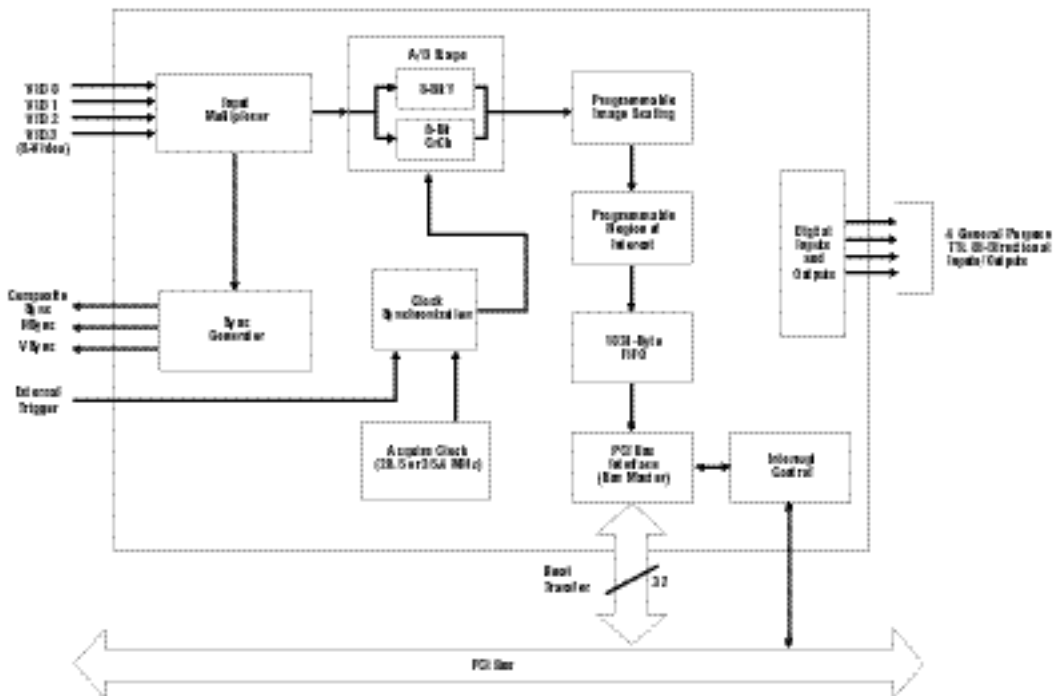 A/D Stage
VID 0
VID 1
VID 2
VID 3
(S-Video)
Input
Multiplexer
8-Bit Y
8-Bit
CrCb
Programmable
Image Scaling
Programmable
Region of
Interest
Digital
Inputs
and
Outputs
4 General-Purpose
TTL Bi-Directional
Inputs/Outputs
Composite
Sync
HSync
VSync
Sync
Generator
Clock
Synchronization
-Byte
FIFO
External
Trigger
Acquire Clock
PCI Bus
Interface
(Bus Master)
Interrupt
Control
Transfer
32
PCI Bus